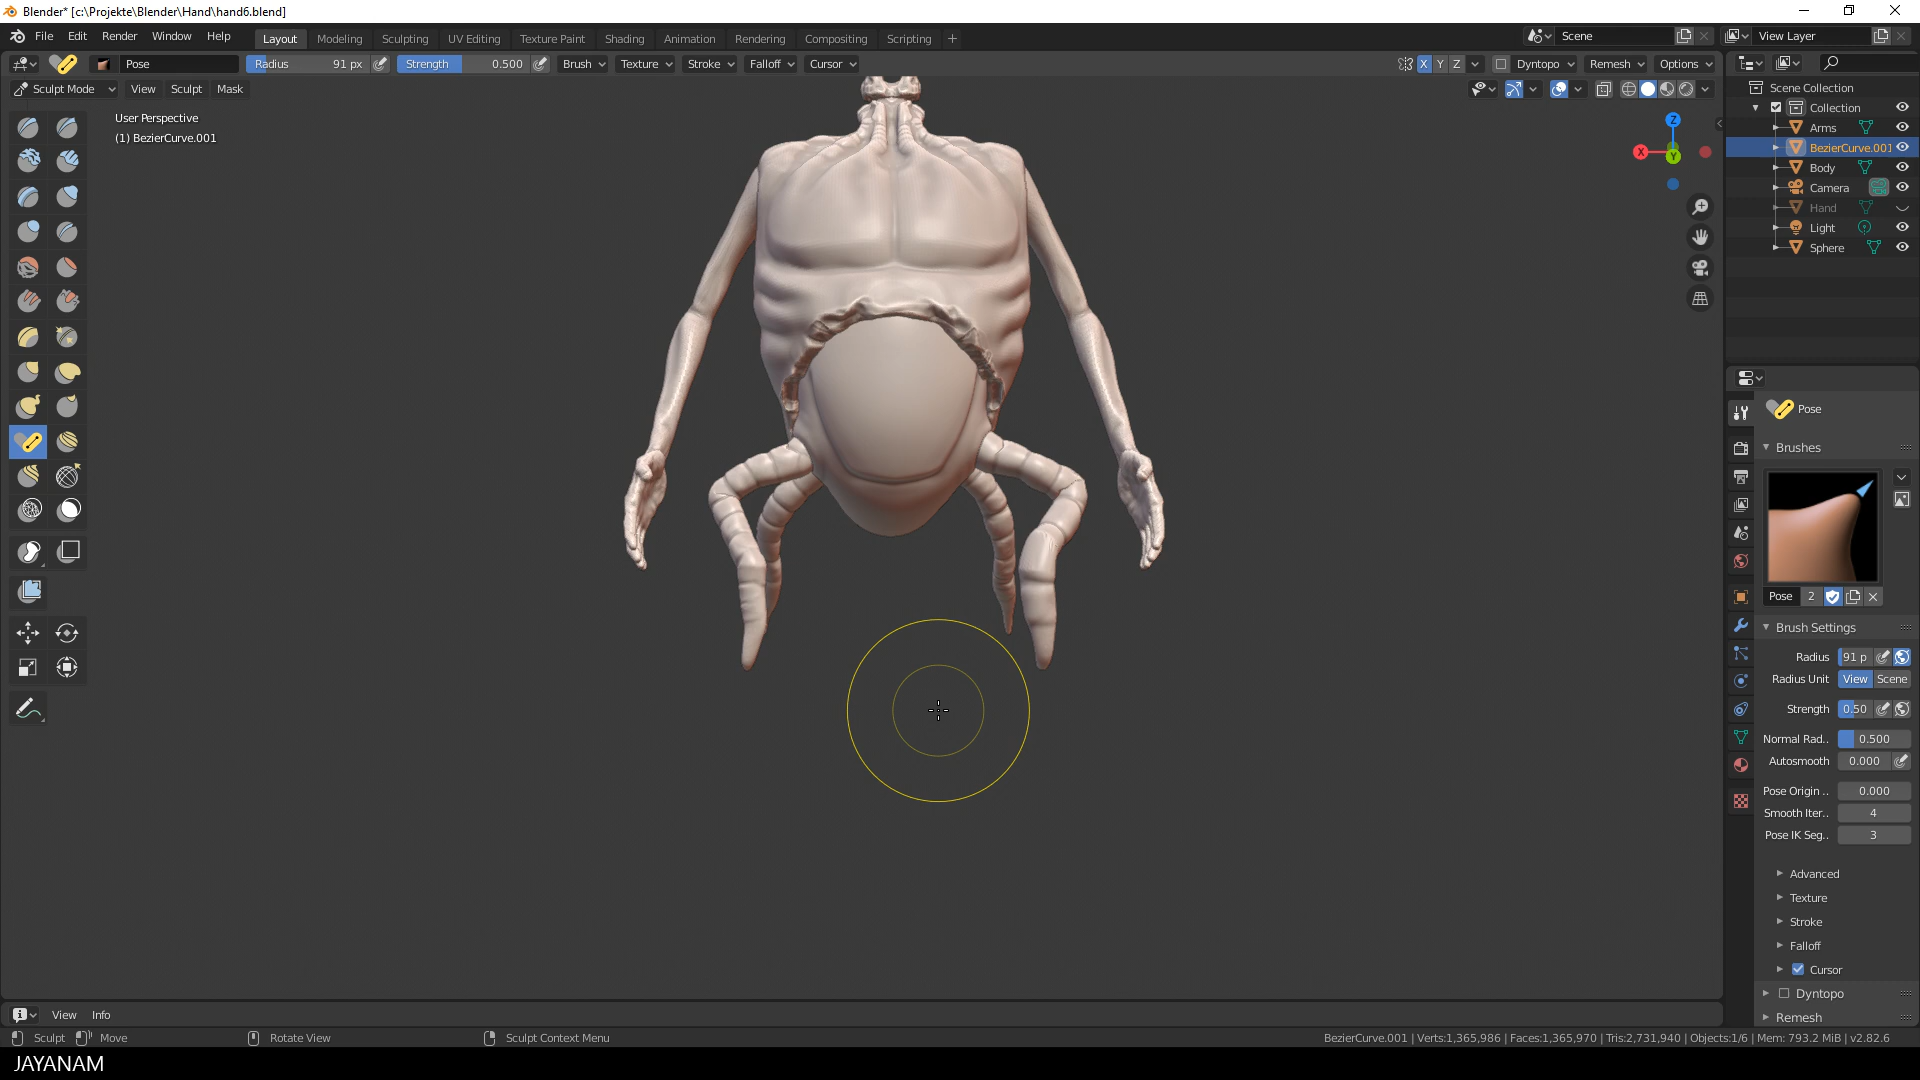 Blender* [c:\Projekte\Blender\Hand\hand6.blend]
File Edit Render Window Help
Layout Modeling Sculpting UV Editing Texture Paint Shading Animation Rendering Compositing Scripting +
Scene
View Layer
Pose
Radius 91 px
Strength 0.500
Brush Texture Stroke Falloff Cursor
X Y Z
Dyntopo Remesh Options
Sculpt Mode
View Sculpt Mask
User Perspective
(1) BezierCurve.001
Z
X
Y
Scene Collection
Collection
Arms
BezierCurve.001
Body
Camera
Hand
Light
Sphere
Pose
Brushes
Pose 2
Brush Settings
Radius 91 p
Radius Unit View Scene
Strength 0.50
Normal Rad.. 0.500
Autosmooth 0.000
Pose Origin .. 0.000
Smooth Iter.. 4
Pose IK Seg.. 3
Advanced
Texture
Stroke
Falloff
Cursor
Dyntopo
Remesh
View Info
Sculpt Move Rotate View Sculpt Context Menu
BezierCurve.001 | Verts:1,365,986 | Faces:1,365,970 | Tris:2,731,940 | Objects:1/6 | Mem: 793.2 MiB | v2.82.6
JAYANAM